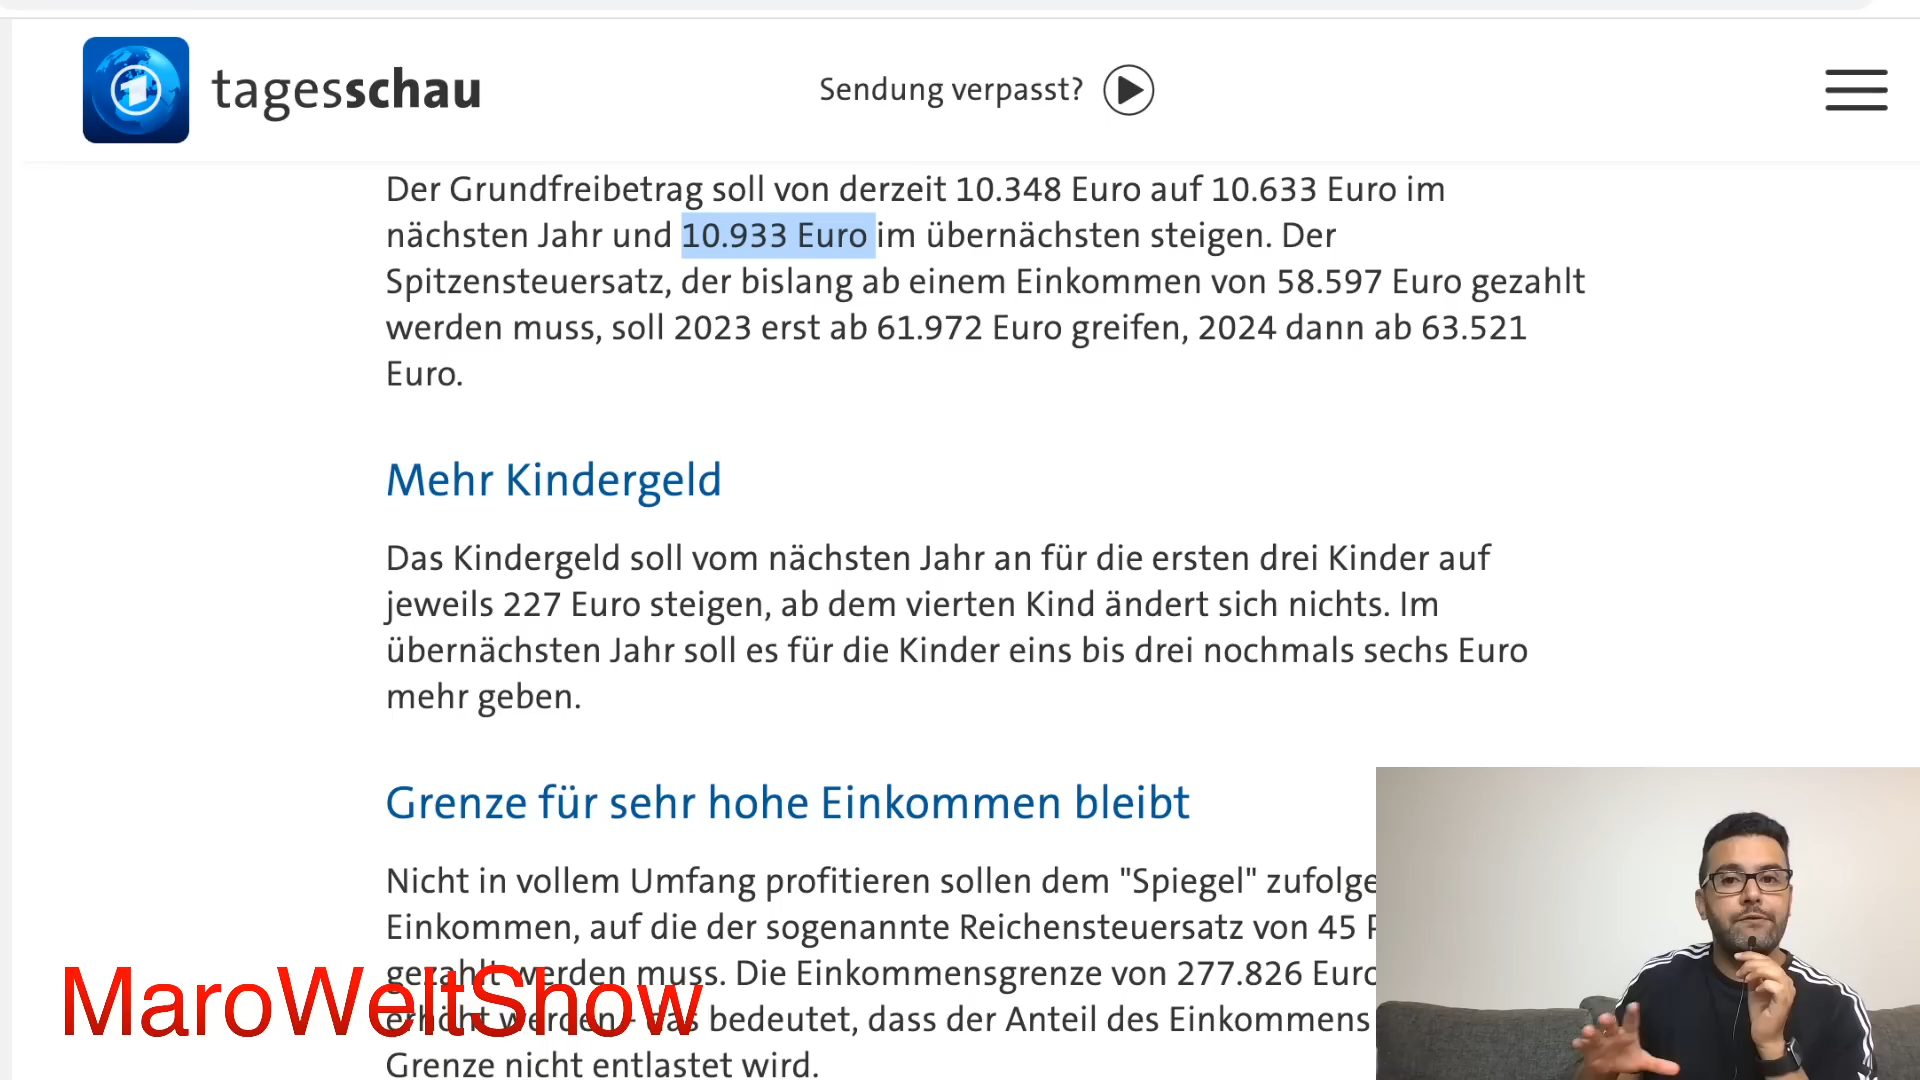 tagesschau
Sendung verpasst?
Der Grundfreibetrag soll von derzeit 10.348 Euro auf 10.633 Euro im
nächsten Jahr und 10.933 Euro im übernächsten steigen. Der
Spitzensteuersatz, der bislang ab einem Einkommen von 58.597 Euro gezahlt
werden muss, soll 2023 erst ab 61.972 Euro greifen, 2024 dann ab 63.521
Euro.
Mehr Kindergeld
Das Kindergeld soll vom nächsten Jahr an für die ersten drei Kinder auf
jeweils 227 Euro steigen, ab dem vierten Kind ändert sich nichts. Im
übernächsten Jahr soll es für die Kinder eins bis drei nochmals sechs Euro
mehr geben.
Grenze für sehr hohe Einkommen bleibt
Nicht in vollem Umfang profitieren sollen dem "Spiegel" zufolge
Einkommen, auf die der sogenannte Reichensteuersatz von 45
gezahlt werden muss. Die Einkommensgrenze von 277.826 Euro
erhöht werden - das bedeutet, dass der Anteil des Einkommens
Grenze nicht entlastet wird.
MaroWeltShow